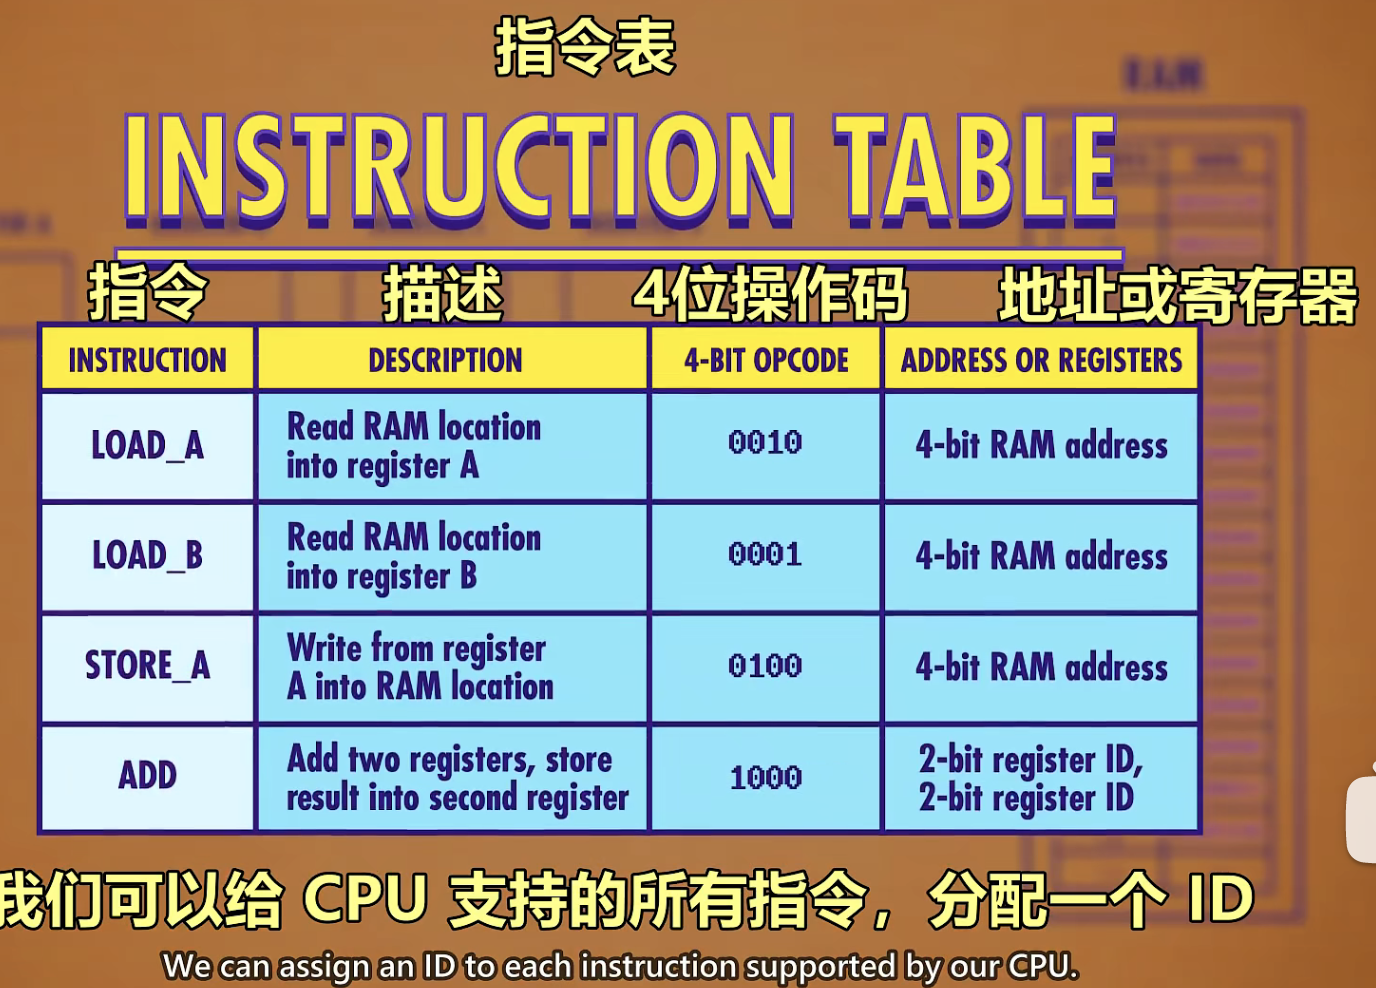 指令表
INSTRUCTION TABLE
指令 描述 4位操作码 地址或寄存器
INSTRUCTION DESCRIPTION 4-BIT OPCODE ADDRESS OR REGISTERS
LOAD_A
Read RAM location
into register A
0010
4-bit RAM address
LOAD_B
Read RAM location
into register B
0001
4-bit RAM address
STORE_A
Write from register
A into RAM location
0100
4-bit RAM address
ADD
Add two registers, store
result into second register
1000
2-bit register ID,
2-bit register ID
我们可以给 CPU 支持的所有指令，分配一个 ID
We can assign an ID to each instruction supported by our CPU.
RAM